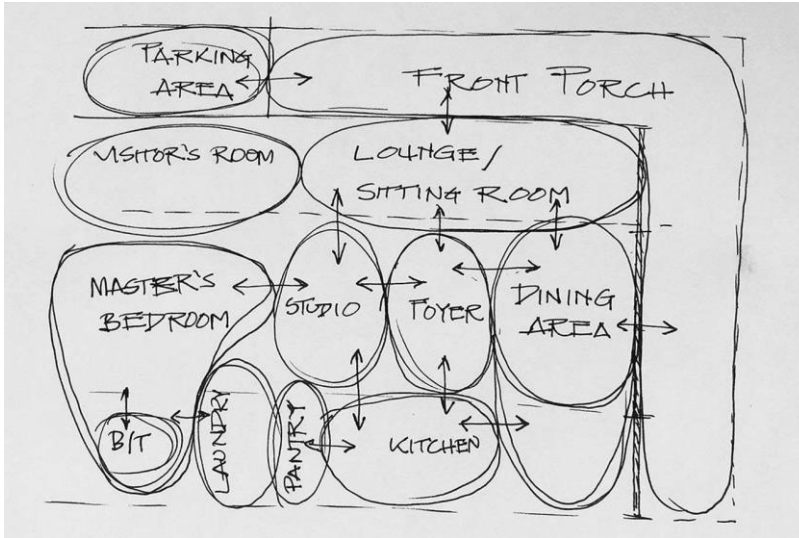 PARKING
AREA
FRONT PORCH
VISITOR'S ROOM
LOUNGE/
SITTING ROOM
MASTER'S
BEDROOM
STUDIO
FOYER
DINING
AREA
B/T
LAUNDRY
PANTRY
KITCHEN